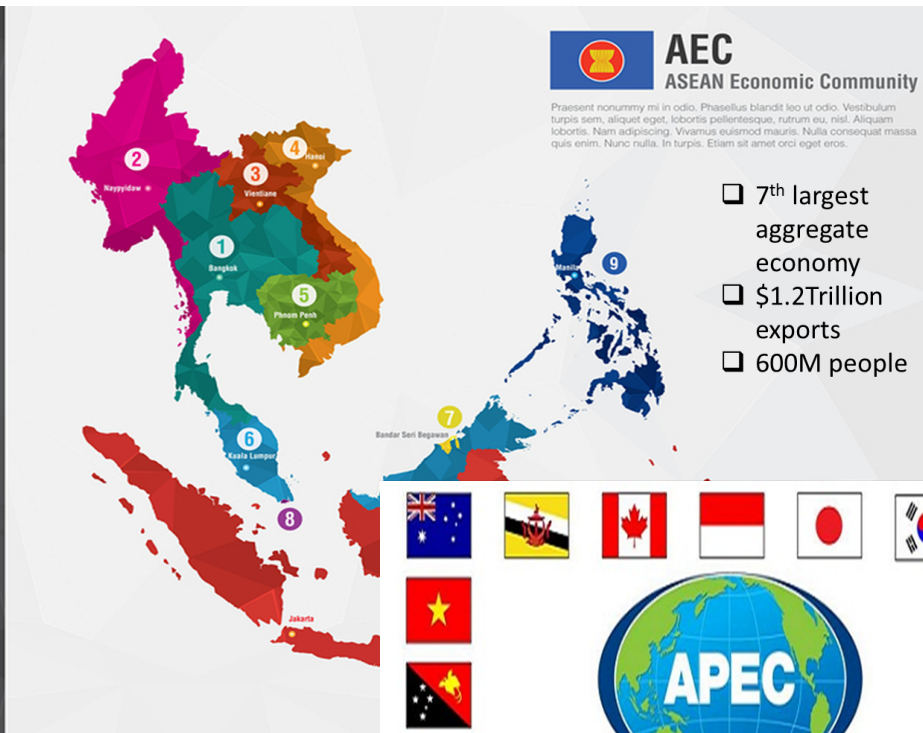 AEC
ASEAN Economic Community
Praesent nonummy mi in odio. Phasellus blandit leo ut odio. Vestibulum
turpis sem, aliquet eget, lobortis pellentesque, rutrum eu, nisl. Aliquam
lobortis. Nam adipiscing. Vivamus euismod mauris. Nulla consequat massa
quis enim. Nunc nulla. In turpis. Etiam sit amet orci eget eros.
7th largest
aggregate
economy
$1.2Trillion
exports
600M people
2
Naypyidaw
4
Hanoi
3
Vientiane
1
Bangkok
5
Phnom Penh
Manila
9
7
Bandar Seri Begawan
6
Kuala Lumpur
8
Jakarta
APEC